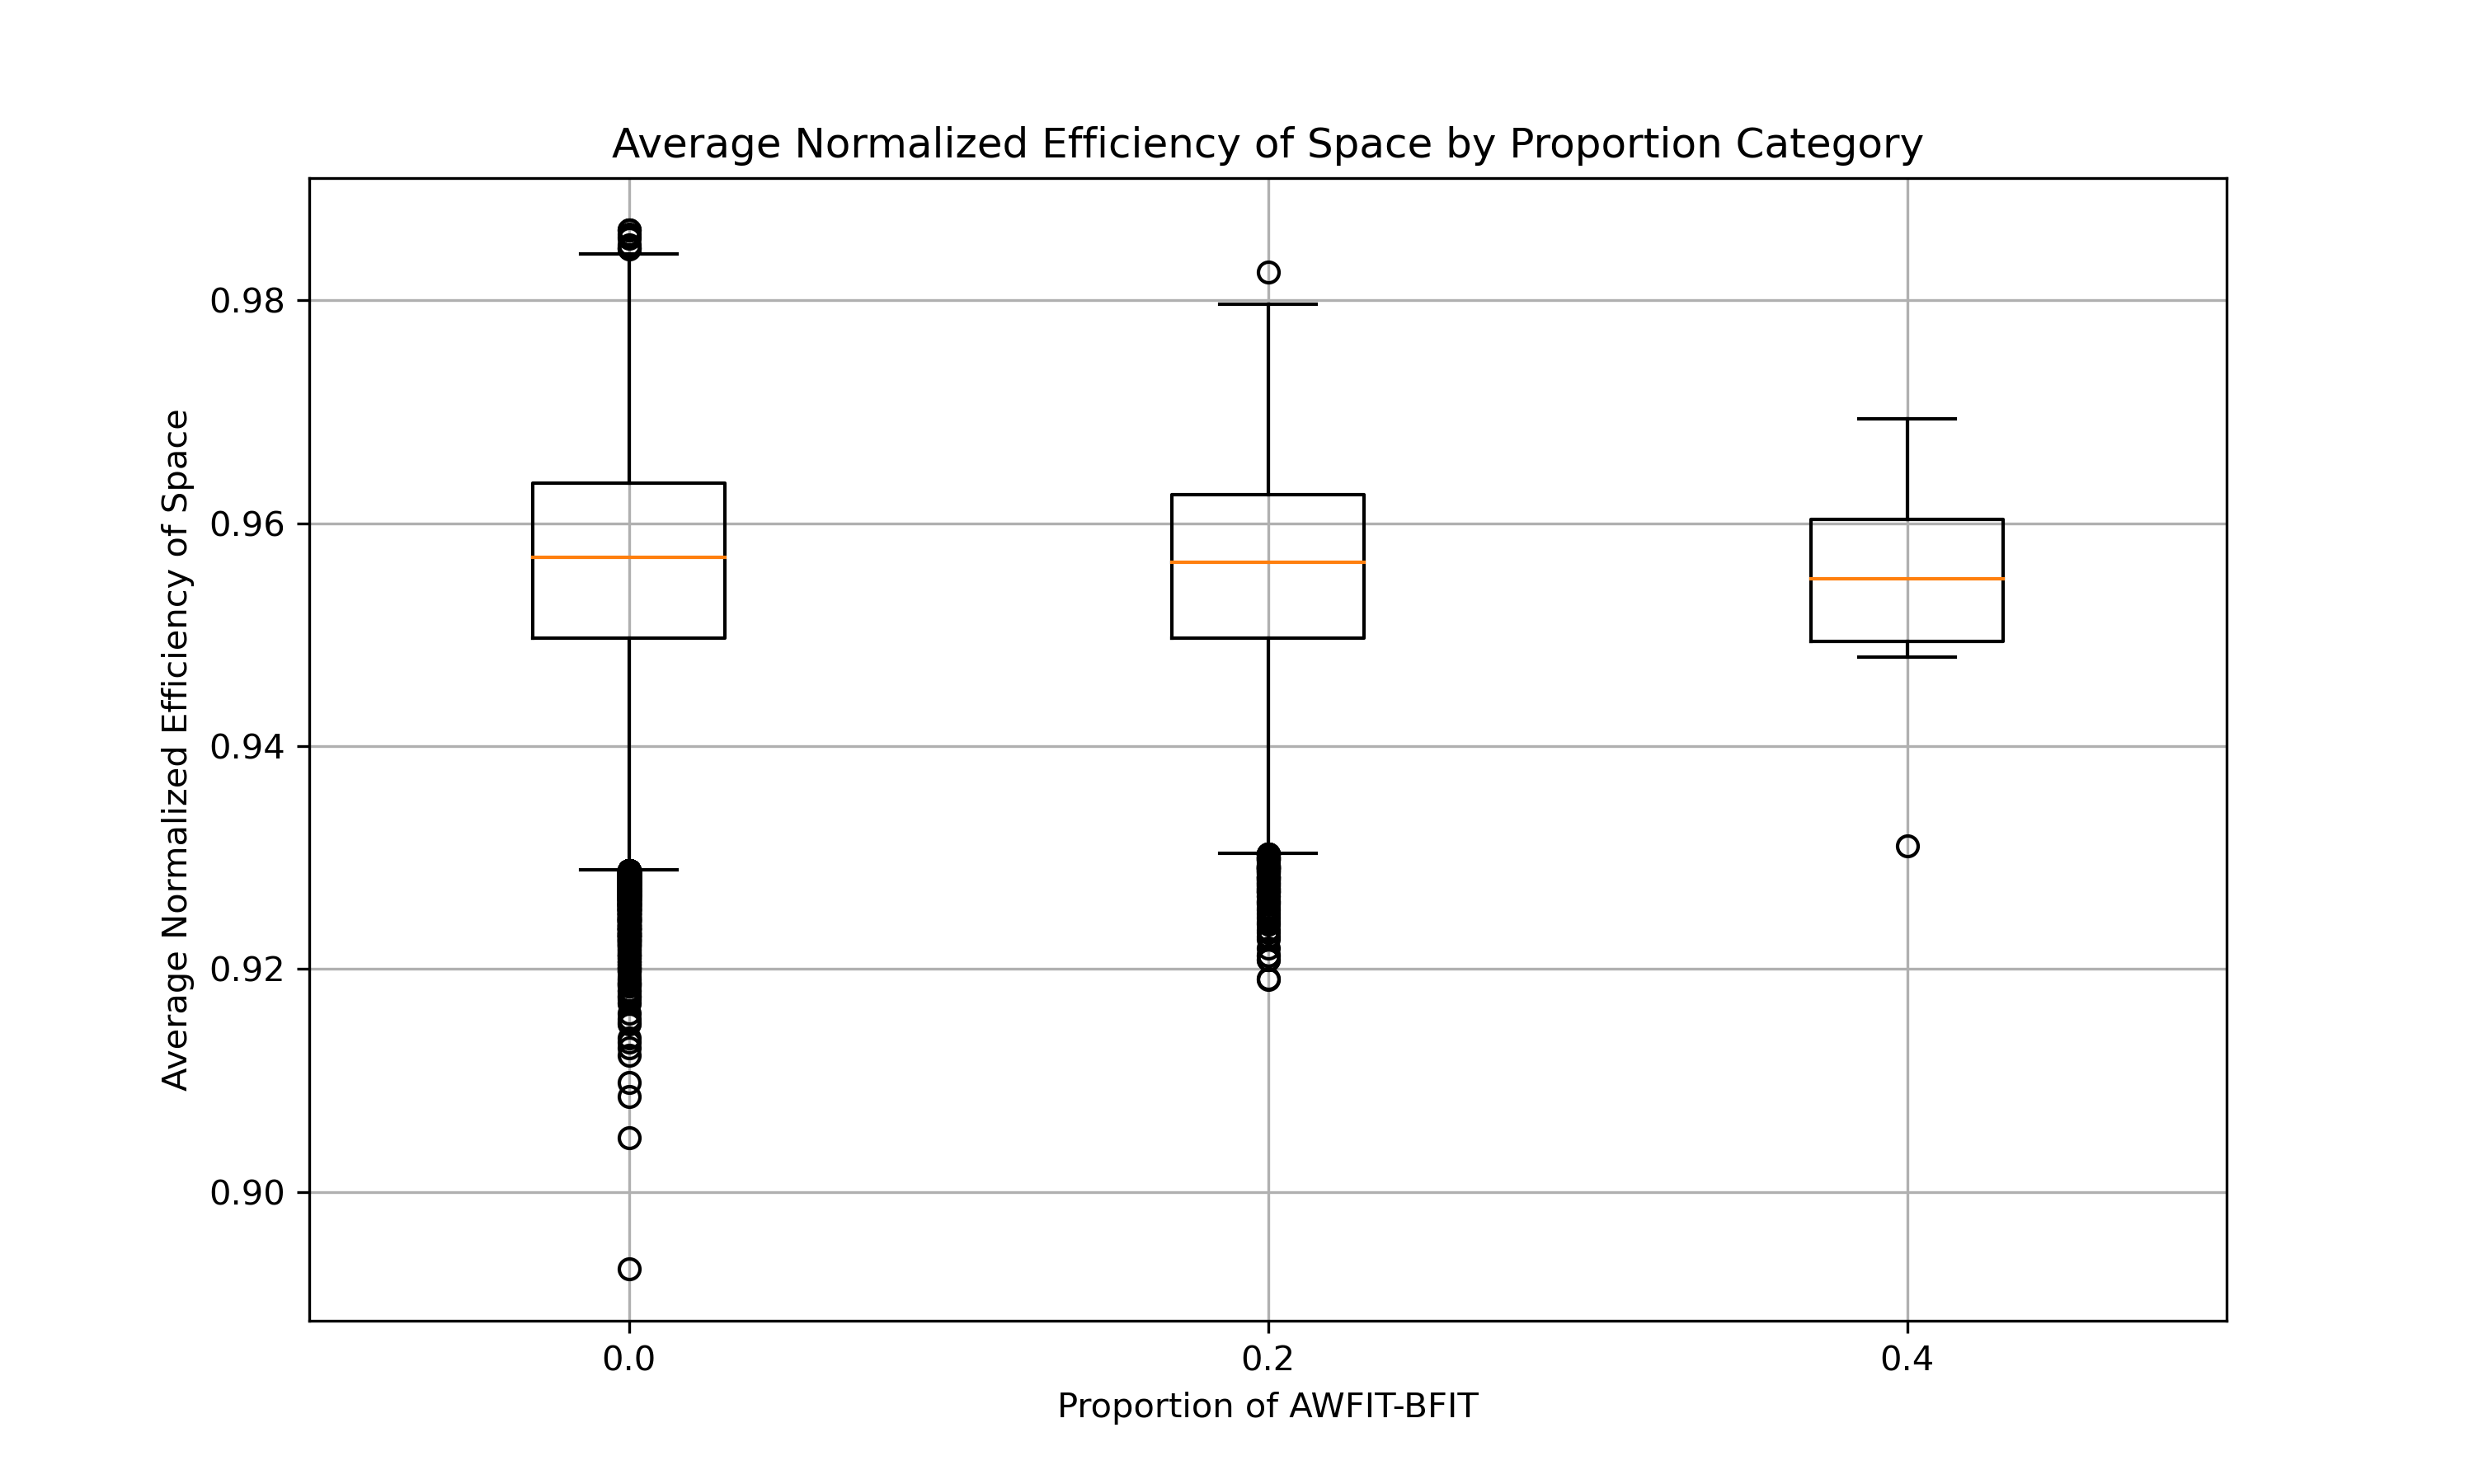 Average Normalized Efficiency of Space by Proportion Category
Average Normalized Efficiency of Space
0.98
0.96
0.94
0.92
0.90
0.0
0.2
0.4
Proportion of AWFIT-BFIT